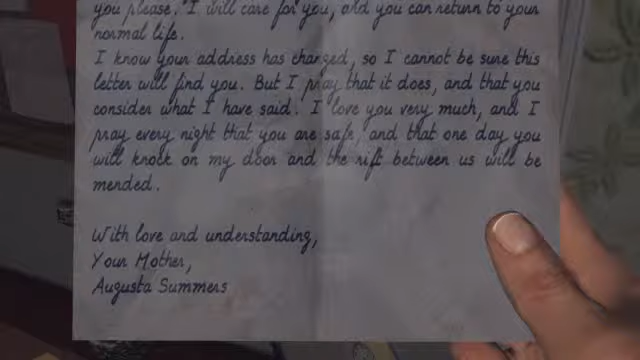 you please. I will care for you, and you can return to your
normal life.
I know your address has changed, so I cannot be sure this
letter will find you. But I pray that it does, and that you
consider what I have said. I love you very much, and I
pray every night that you are safe and that one day you
will knock on my door and the rift between us will be
mended.
With love and understanding,
Your Mother,
Augusta Summers